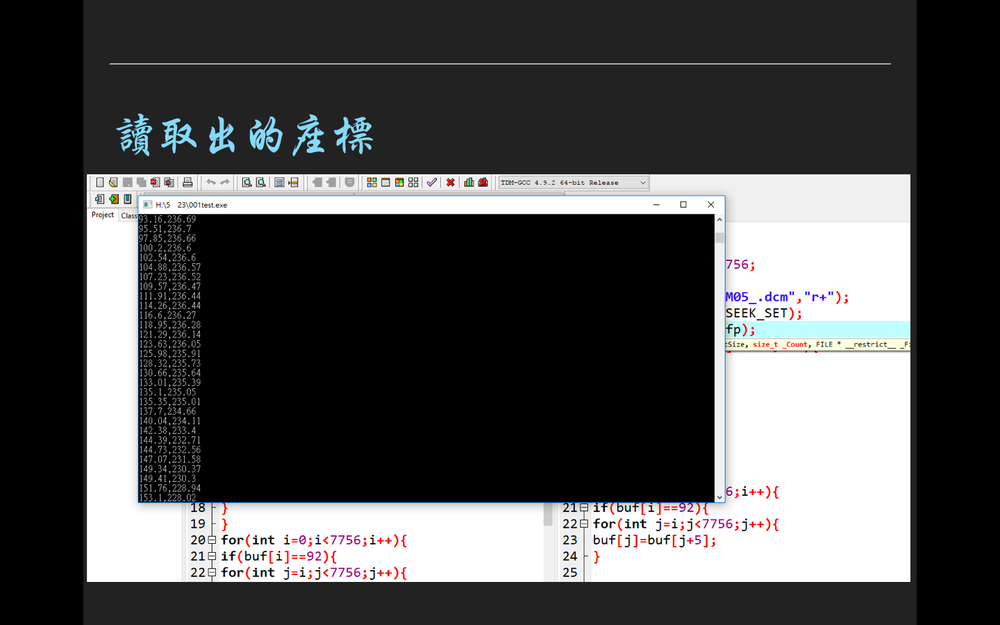 讀取出的座標
TDM-GCC 4.9.2 64-bit Release
H:\5 23\001test.exe
Project
Class
93.16,236.69
95.51,236.7
97.85,236.66
100.2,236.6
102.54,236.6
104.88,236.57
107.23,236.52
109.57,236.47
111.91,236.44
114.26,236.44
116.6,236.27
118.95,236.28
121.29,236.14
123.63,236.05
125.98,235.91
128.32,235.73
130.66,235.64
133.01,235.39
135.1,235.05
135.35,235.01
137.7,234.66
140.04,234.11
142.38,233.4
144.39,232.71
144.73,232.56
147.07,231.58
149.34,230.37
149.41,230.3
151.76,228.94
153.1,228.02
756;
M05_.dcm","r+");
SEEK_SET);
fp);
Size, size_t _Count, FILE * __restrict__ _Fi
6;i++){
18 }
19 }
20 for(int i=0;i<7756;i++){
21 if(buf[i]==92){
22 for(int j=i;j<7756;j++){
21 if(buf[i]==92){
22 for(int j=i;j<7756;j++){
23 buf[j]=buf[j+5];
24 }
25